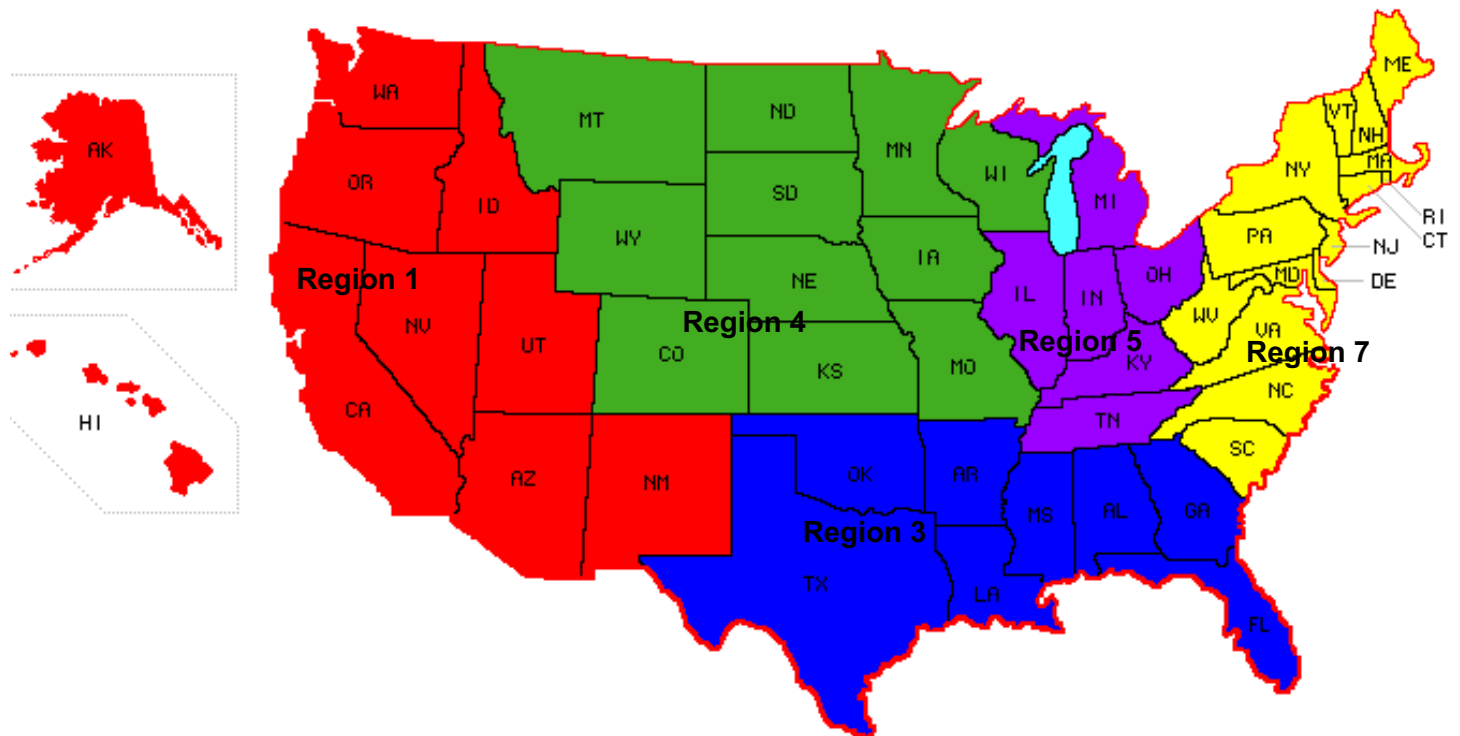 ME
WA
MT
ND
VT
NH
MN
AK
MA
OR
WI
NY
ID
SD
MI
RI
WY
PA
CT
IA
NJ
MD
DE
Region 1
NE
OH
IL
IN
WV
NV
Region 4
VA
UT
CO
Region 5
Region 7
KS
MO
KY
NC
CA
HI
TN
SC
AZ
NM
OK
AR
MS
AL
GA
Region 3
TX
LA
FL